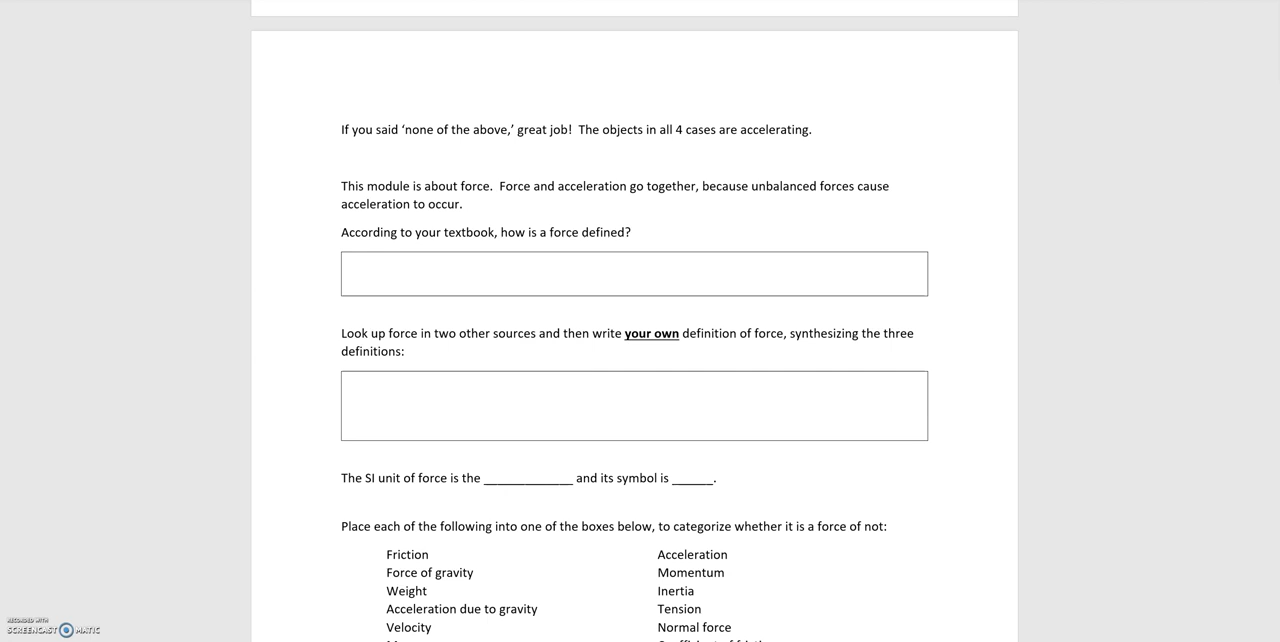 If you said ‘none of the above,’ great job!  The objects in all 4 cases are accelerating.
This module is about force.  Force and acceleration go together, because unbalanced forces cause
acceleration to occur.
According to your textbook, how is a force defined?
Look up force in two other sources and then write your own definition of force, synthesizing the three
definitions:
The SI unit of force is the _____________ and its symbol is ______.
Place each of the following into one of the boxes below, to categorize whether it is a force of not:
Friction
Force of gravity
Weight
Acceleration due to gravity
Velocity
Acceleration
Momentum
Inertia
Tension
Normal force
RECORDED WITH
SCREENCAST MATIC